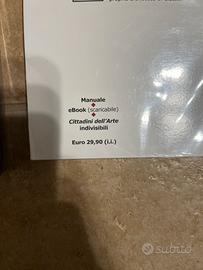 Manuale
eBook (scaricabile)
Cittadini dell'Arte
indivisibili
Euro 29,90 (i.i.)
subito